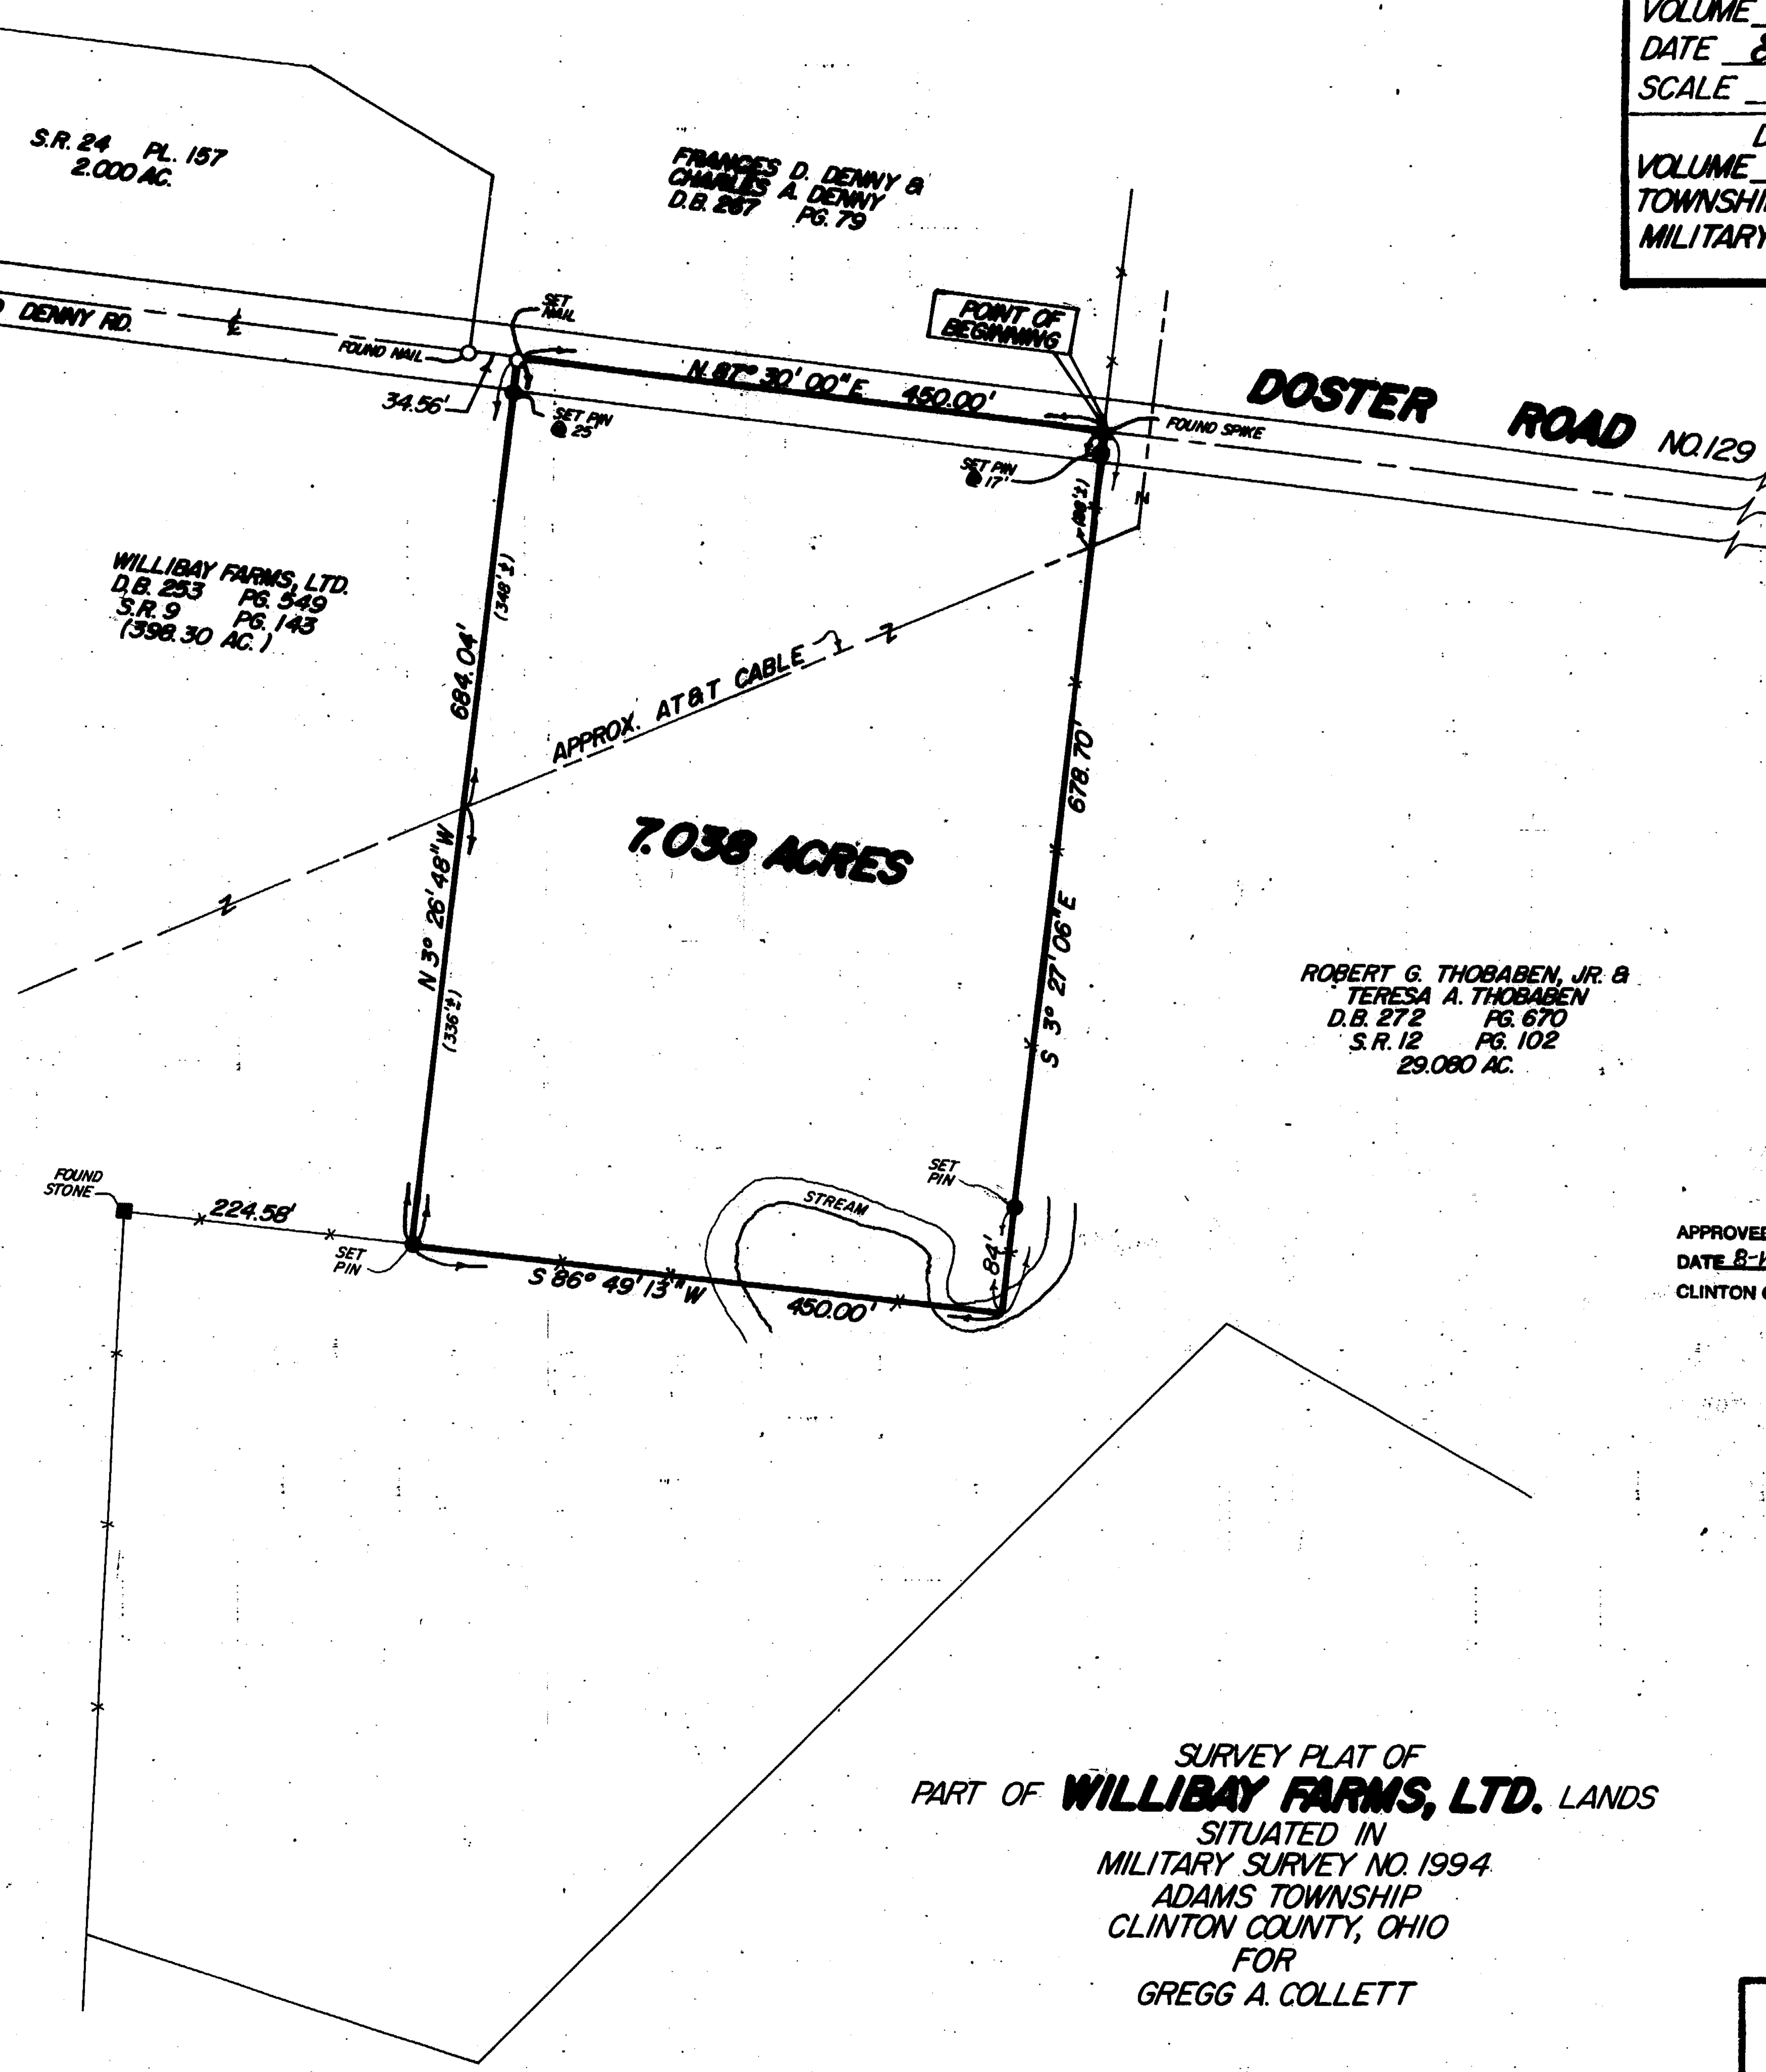 VOLUME
DATE 8
SCALE
VOLUME
TOWNSHI
MILITARY
S.R. 24 PL. 157
2.000 AC.
FRANCES D. DENNY &
CHARLES A. DENNY
D.B. 267 PG. 79
DENNY RD.
FOUND NAIL
SET
NAIL
34.56'
SET PIN
@ 25'
N. 87° 30' 00" E 450.00'
POINT OF
BEGINNING
FOUND SPIKE
SET PIN
@ 17'
DOSTER ROAD NO. 129
WILLIBAY FARMS, LTD.
D.B. 253 PG. 549
S.R. 9 PG. 143
(398.30 AC.)
684.04'
(348'±)
APPROX. AT&T CABLE
7.038 ACRES
678.70'
N 3° 26' 48" W
(336'±)
S 3° 27' 06" E
ROBERT G. THOBABEN, JR. &
TERESA A. THOBABEN
D.B. 272 PG. 670
S.R. 12 PG. 102
29.080 AC.
FOUND
STONE
224.58'
SET
PIN
STREAM
SET
PIN
84'
S 86° 49' 13" W 450.00'
APPROVE
DATE 8-1
CLINTON
SURVEY PLAT OF
PART OF WILLIBAY FARMS, LTD. LANDS
SITUATED IN
MILITARY SURVEY NO. 1994
ADAMS TOWNSHIP
CLINTON COUNTY, OHIO
FOR
GREGG A. COLLETT